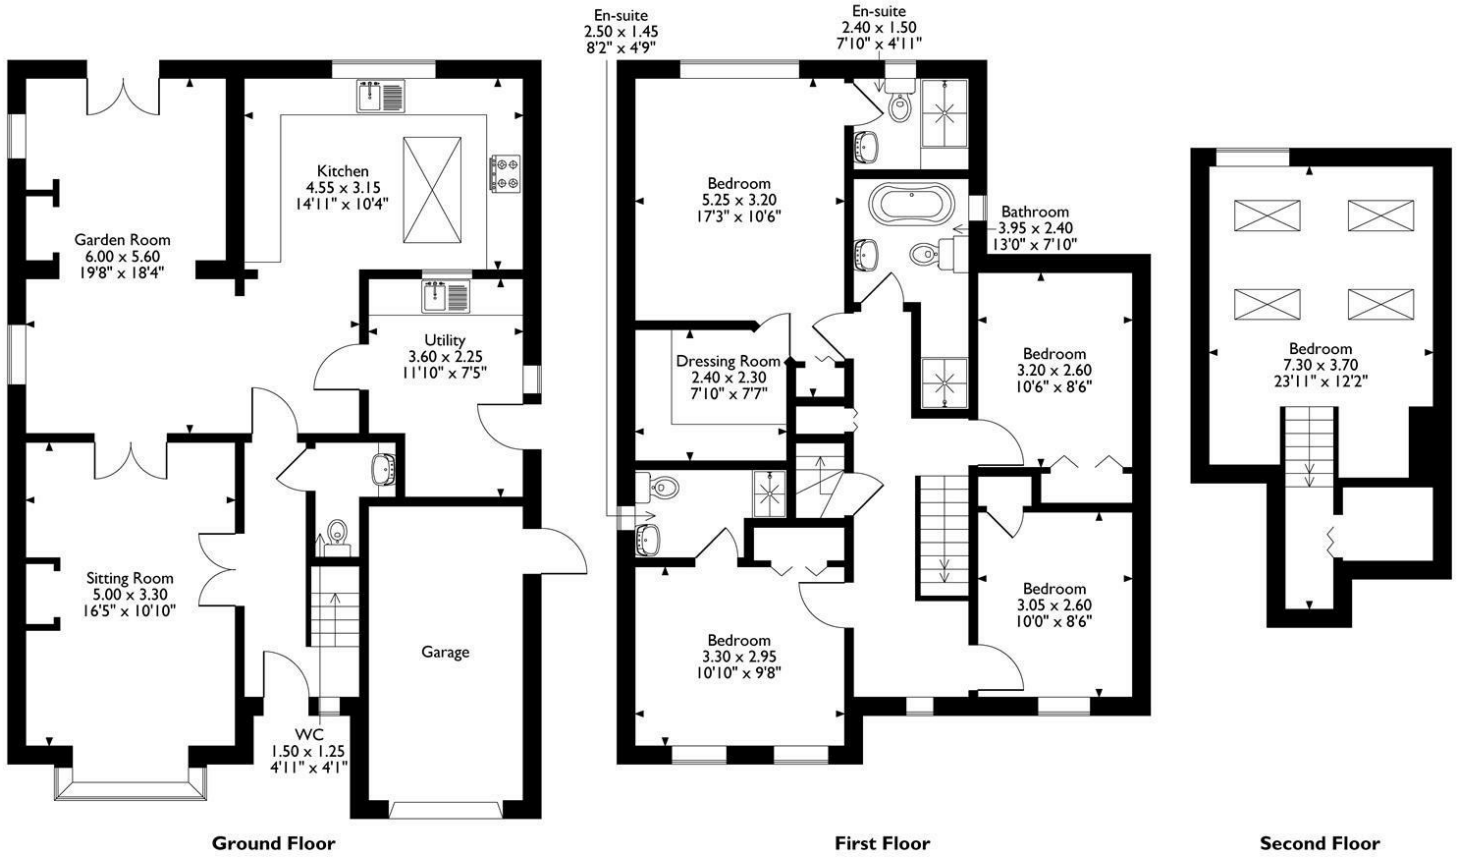 En-suite
2.50 x 1.45
8'2" x 4'9"
En-suite
2.40 x 1.50
7'10" x 4'11"
Kitchen
4.55 x 3.15
14'11" x 10'4"
Garden Room
6.00 x 5.60
19'8" x 18'4"
Utility
3.60 x 2.25
11'10" x 7'5"
Sitting Room
5.00 x 3.30
16'5" x 10'10"
Garage
WC
1.50 x 1.25
4'11" x 4'1"
Ground Floor
Bedroom
5.25 x 3.20
17'3" x 10'6"
Bathroom
3.95 x 2.40
13'0" x 7'10"
Dressing Room
2.40 x 2.30
7'10" x 7'7"
Bedroom
3.20 x 2.60
10'6" x 8'6"
Bedroom
3.05 x 2.60
10'0" x 8'6"
Bedroom
3.30 x 2.95
10'10" x 9'8"
First Floor
Bedroom
7.30 x 3.70
23'11" x 12'2"
Second Floor